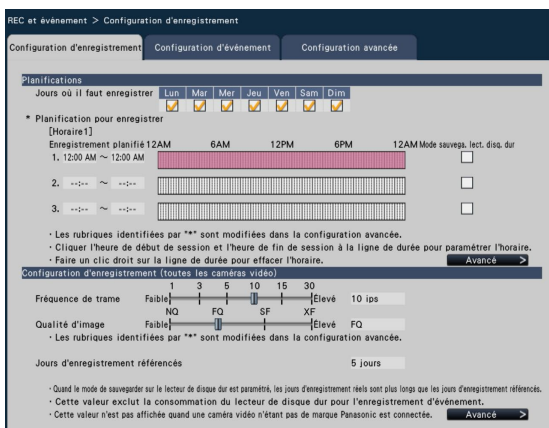 REC et événement > Configuration d'enregistrement
Configuration d'enregistrement Configuration d'événement Configuration avancée
Planifications
Jours où il faut enregistrer Lun Mar Mer Jeu Ven Sam Dim
* Planification pour enregistrer
[Horaire1]
Enregistrement planifié 12AM 6AM 12PM 6PM 12AM Mode sauvega. lect. disq. dur
1. 12:00 AM ~ 12:00 AM
2. --:-- ~ --:--
3. --:-- ~ --:--
· Les rubriques identifiées par "*" sont modifiées dans la configuration avancée.
· Cliquer l'heure de début de session et l'heure de fin de session à la ligne de durée pour paramétrer l'horaire.
· Faire un clic droit sur la ligne de durée pour effacer l'horaire. Avancé >
Configuration d'enregistrement (toutes les caméras vidéo)
1 3 5 10 15 30
Fréquence de trame Faible Élevé 10 ips
NQ FQ SF XF
Qualité d'image Faible Élevé FQ
· Les rubriques identifiées par "*" sont modifiées dans la configuration avancée.
Jours d'enregistrement référencés 5 jours
· Quand le mode de sauvegarder sur le lecteur de disque dur est paramétré, les jours d'enregistrement réels sont plus longs que les jours d'enregistrement référencés.
· Cette valeur exclut la consommation du lecteur de disque dur pour l'enregistrement d'événement.
· Cette valeur n'est pas affichée quand une caméra vidéo n'étant pas de marque Panasonic est connectée. Avancé >